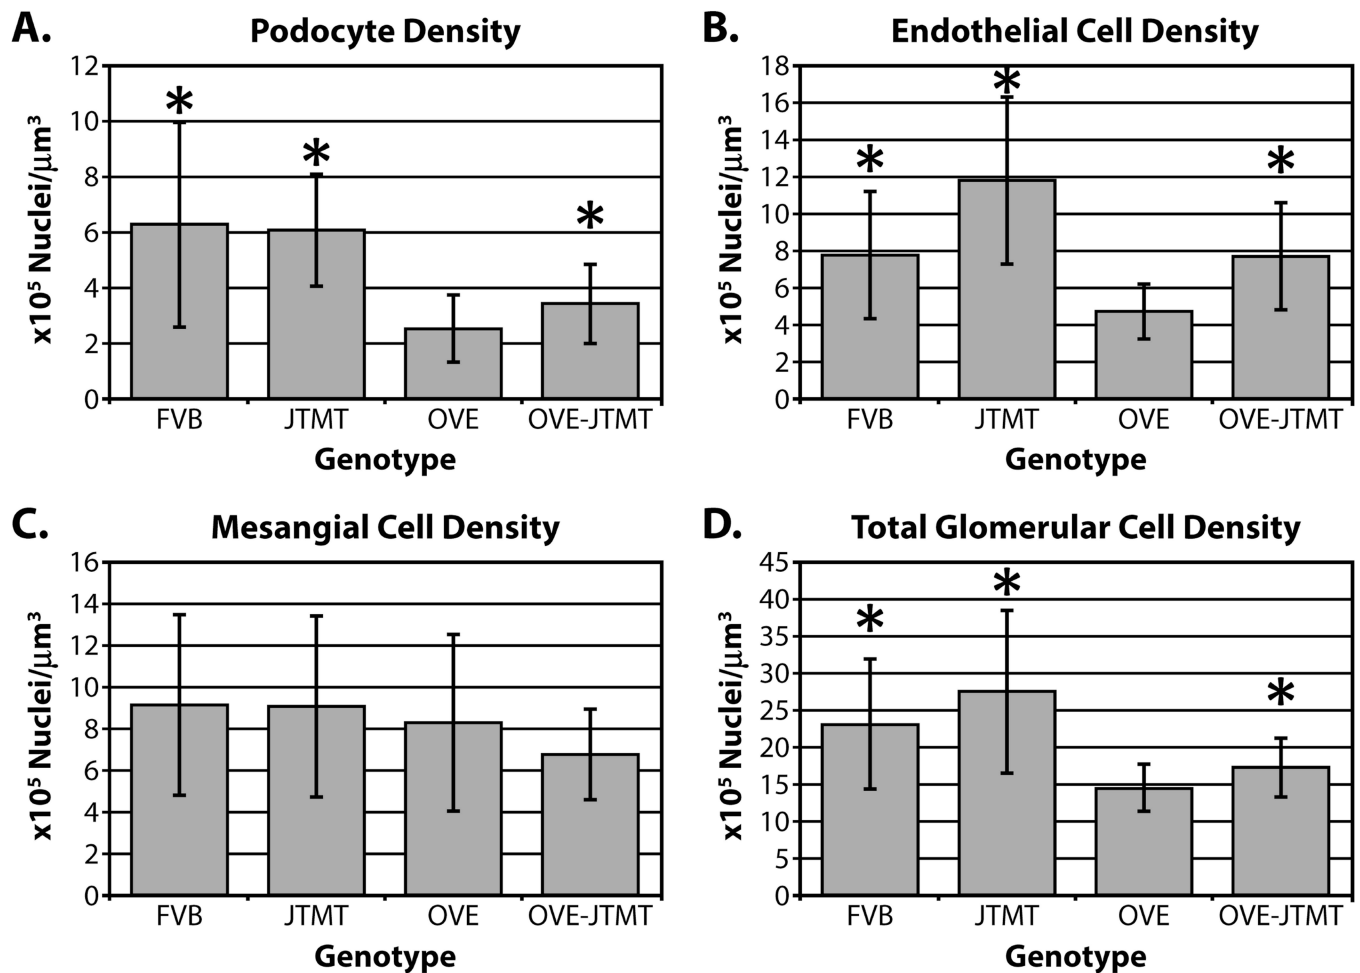 A. Podocyte Density
12
10
8
6
4
2
0
x10⁵ Nuclei/μm³
* * *
FVB JTMT OVE OVE-JTMT
Genotype
B. Endothelial Cell Density
18
16
14
12
10
8
6
4
2
0
x10⁵ Nuclei/μm³
* * *
FVB JTMT OVE OVE-JTMT
Genotype
C. Mesangial Cell Density
16
14
12
10
8
6
4
2
0
x10⁵ Nuclei/μm³
FVB JTMT OVE OVE-JTMT
Genotype
D. Total Glomerular Cell Density
45
40
35
30
25
20
15
10
5
0
x10⁵ Nuclei/μm³
* * *
FVB JTMT OVE OVE-JTMT
Genotype